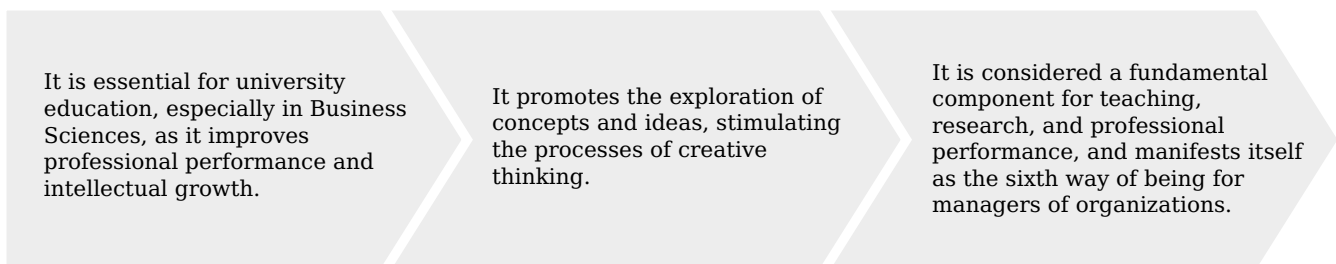 It is essential for university
education, especially in Business
Sciences, as it improves
professional performance and
intellectual growth.
It promotes the exploration of
concepts and ideas, stimulating
the processes of creative
thinking.
It is considered a fundamental
component for teaching,
research, and professional
performance, and manifests itself
as the sixth way of being for
managers of organizations.